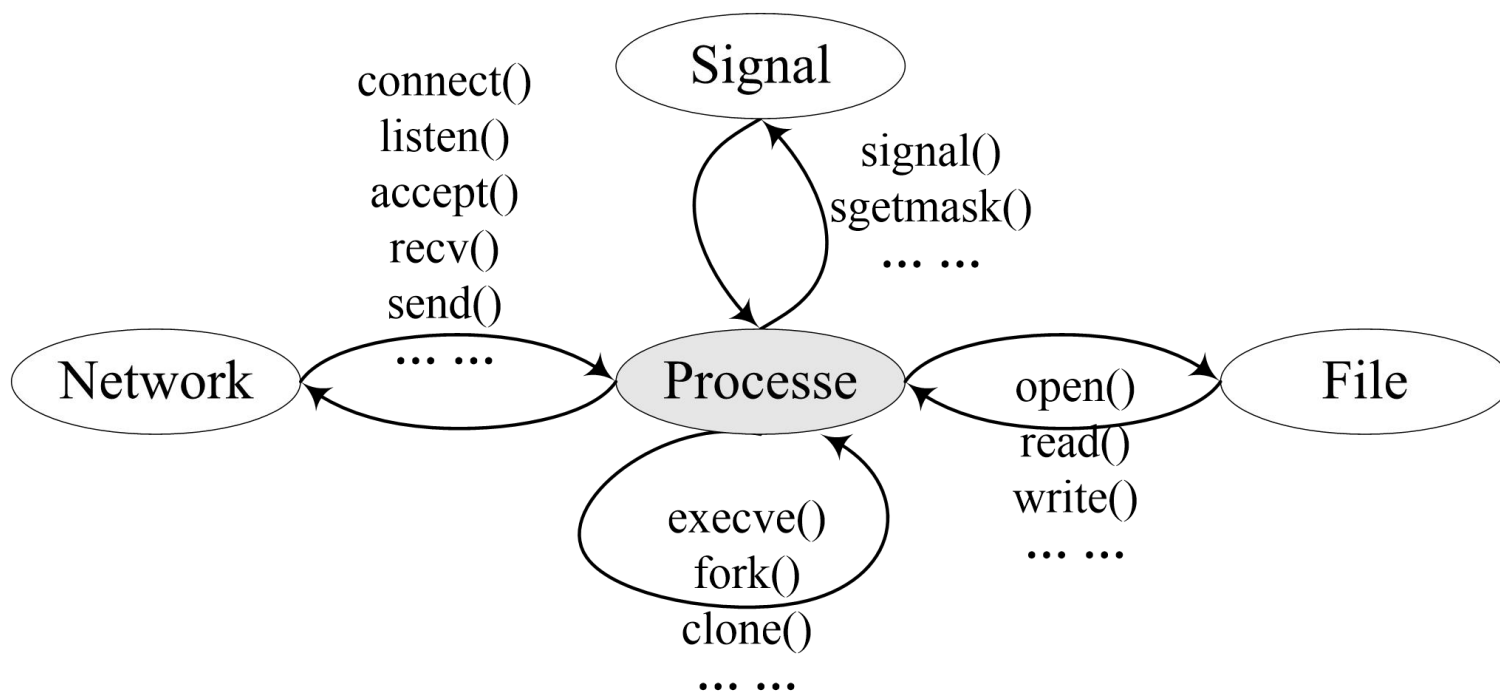 Signal
connect()
listen()
accept()
recv()
send()
... ...
signal()
sgetmask()
... ...
Network
Processe
File
open()
read()
write()
... ...
execve()
fork()
clone()
... ...